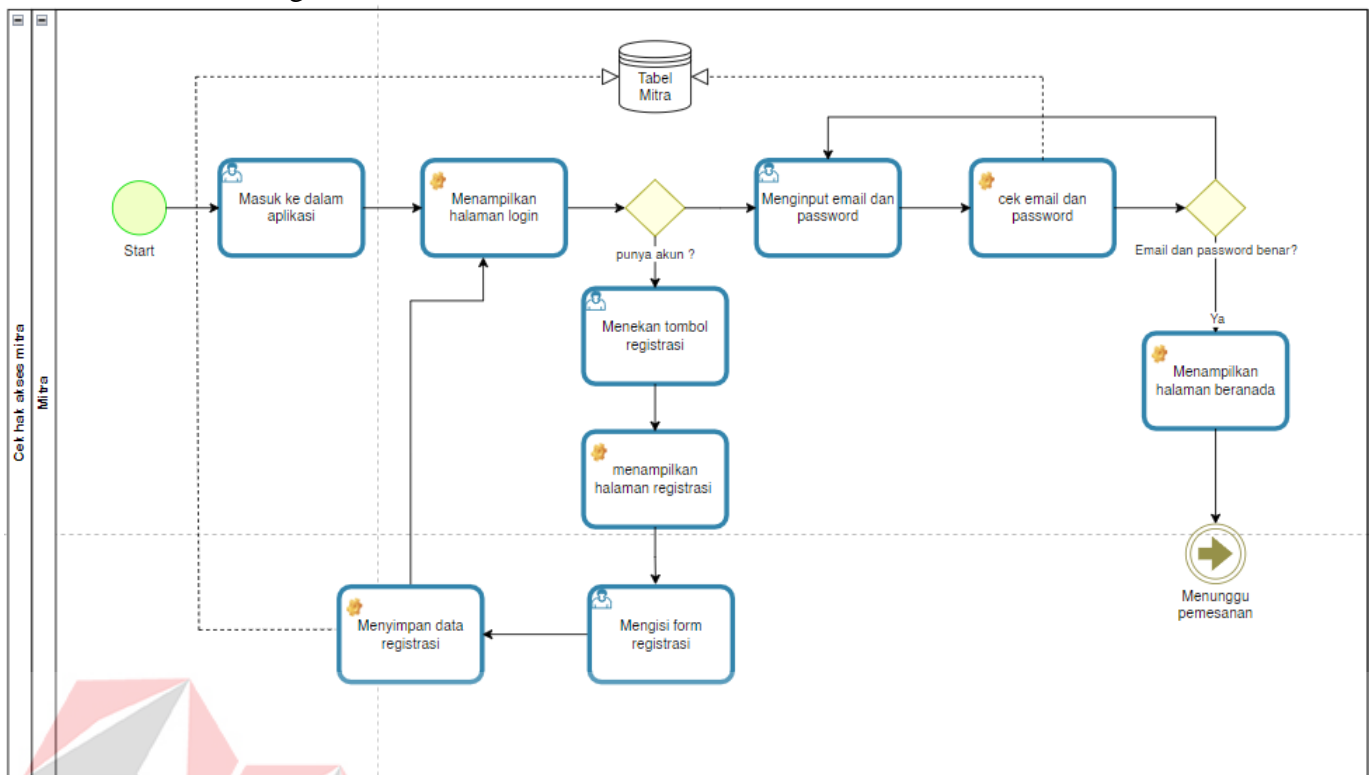 Cek hak akses mitra
Mitra
Tabel
Mitra
Start
Masuk ke dalam
aplikasi
Menampilkan
halaman login
punya akun ?
Menginput email dan
password
cek email dan
password
Email dan password benar?
Ya
Menekan tombol
registrasi
menampilkan
halaman registrasi
Mengisi form
registrasi
Menyimpan data
registrasi
Menampilkan
halaman beranada
Menunggu
pemesanan